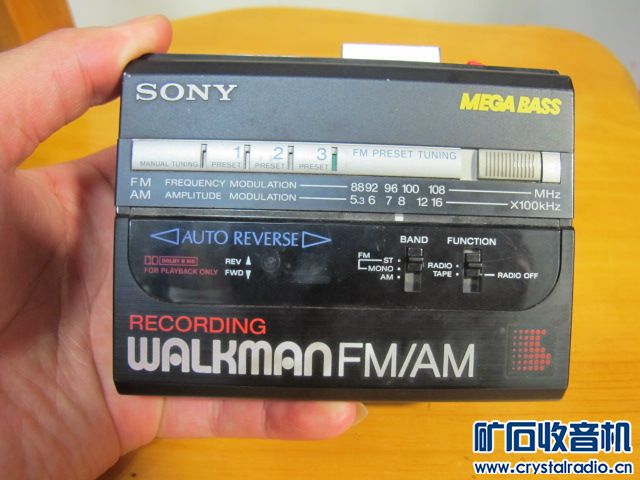 SONY
MEGA BASS
MANUAL TUNING 1 PRESET 2 PRESET 3 PRESET FM PRESET TUNING
FM FREQUENCY MODULATION 88 92 96 100 108 MHz
AM AMPLITUDE MODULATION 5.3 6 7 8 12 16 X100kHz
AUTO REVERSE
BAND FUNCTION
DOLBY B NR
FOR PLAYBACK ONLY
REV
FWD
FM ST
MONO
AM
RADIO
TAPE
RADIO OFF
RECORDING
WALKMAN FM/AM
矿石收音机
www.crystalradio.cn